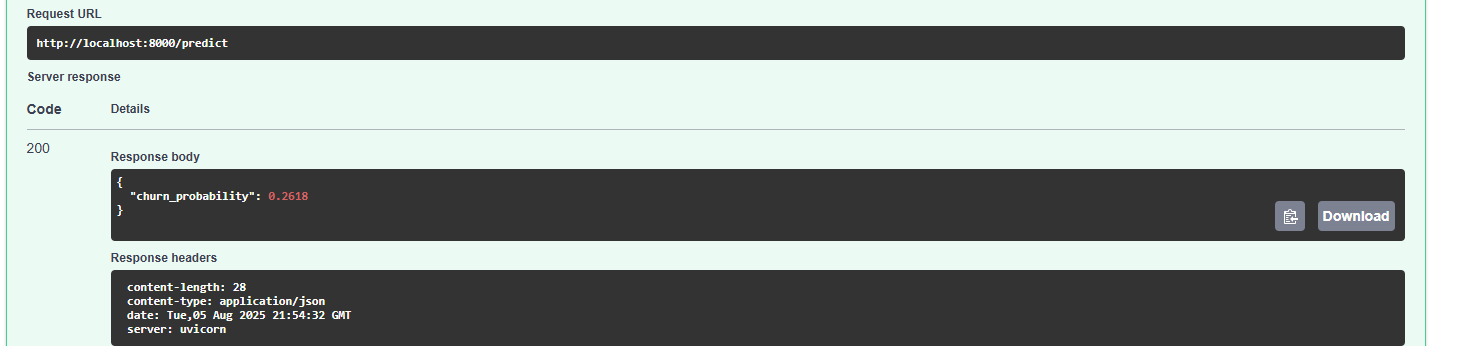 Request URL
http://localhost:8000/predict
Server response
Code Details
200
Response body
{
"churn_probability": 0.2618
}
Download
Response headers
content-length: 28
content-type: application/json
date: Tue,05 Aug 2025 21:54:32 GMT
server: uvicorn